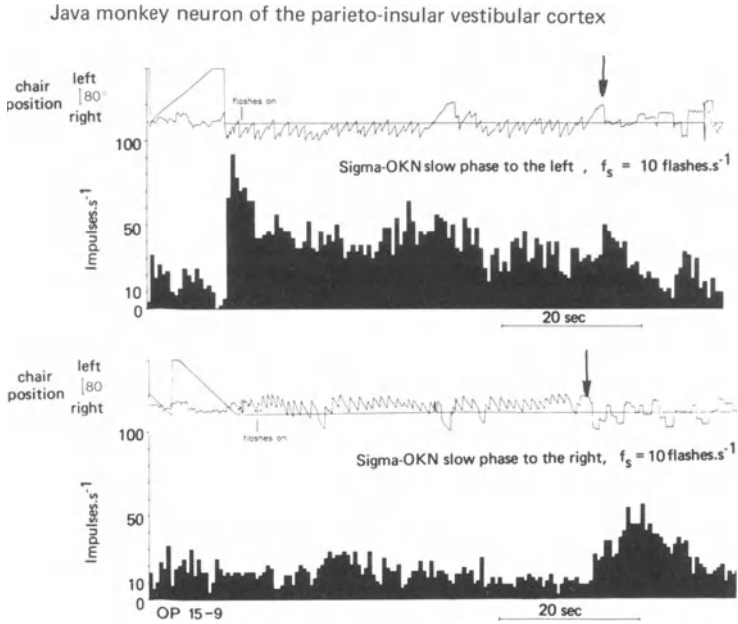 Java monkey neuron of the parieto-insular vestibular cortex
chair position
left
80°
right
flashes on
Sigma-OKN slow phase to the left , fs = 10 flashes.s-1
100
50
10
0
Impulses.s-1
20 sec
chair position
left
80°
right
flashes on
Sigma-OKN slow phase to the right, fs = 10 flashes.s-1
100
50
10
0
Impulses.s-1
OP 15-9
20 sec